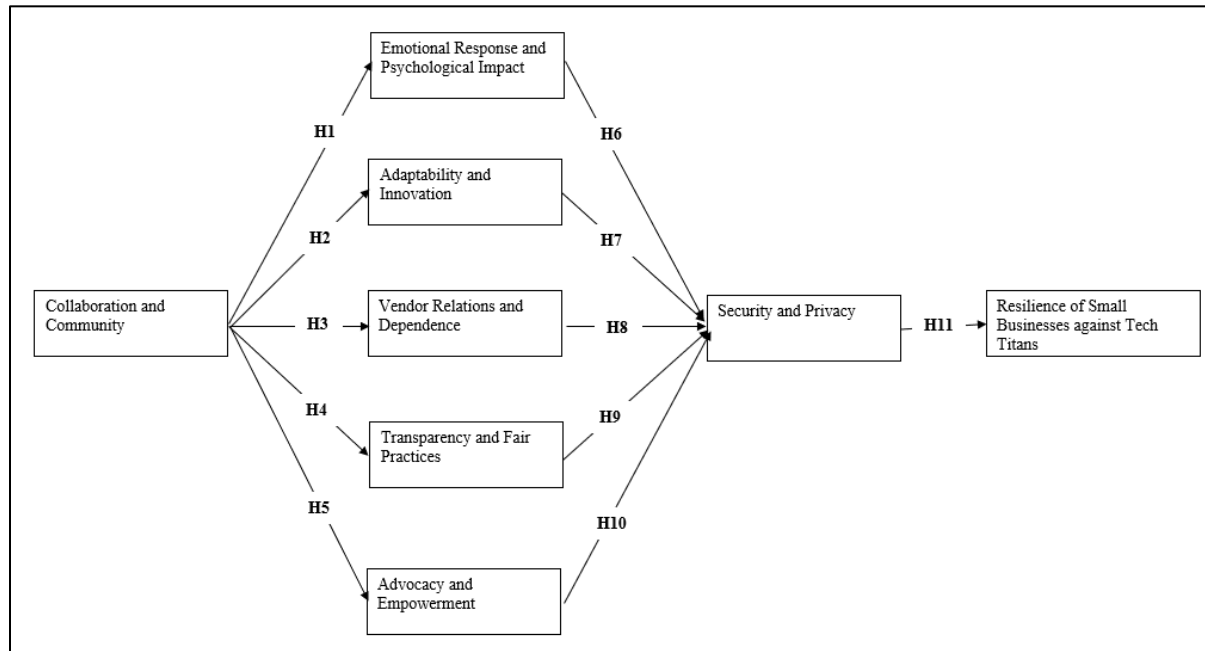 Emotional Response and
Psychological Impact
H1
H6
Adaptability and
Innovation
H2
H7
Collaboration and
Community
H3
Vendor Relations and
Dependence
H8
Security and Privacy
H11
Resilience of Small
Businesses against Tech
Titans
H4
H9
Transparency and Fair
Practices
H5
H10
Advocacy and
Empowerment